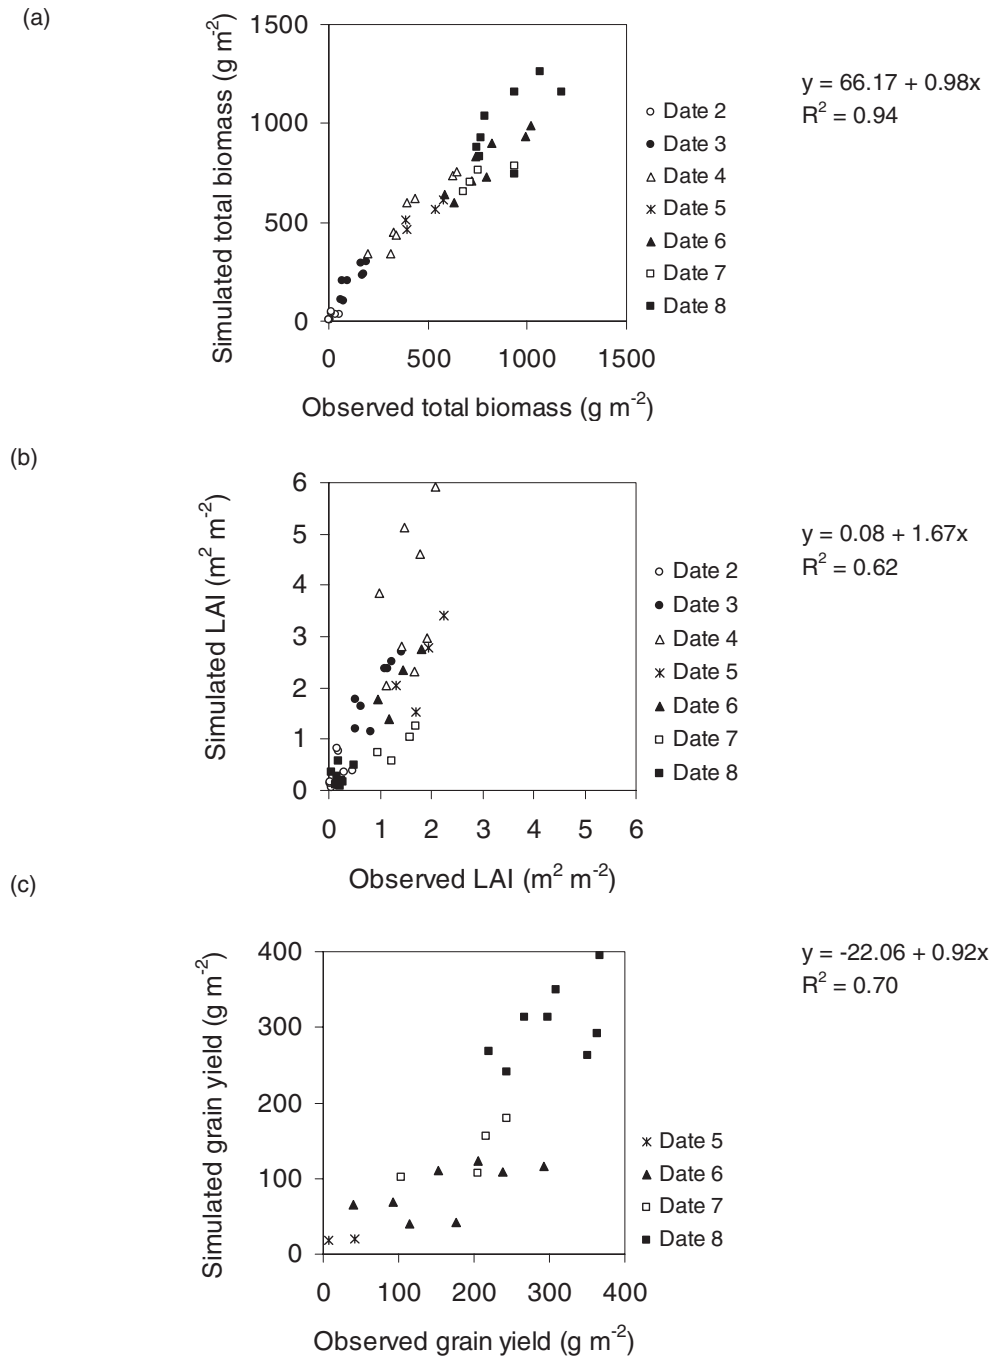 (a)
Simulated total biomass (g m⁻²)
1500
1000
500
0
0 500 1000 1500
Observed total biomass (g m⁻²)
Date 2
Date 3
Date 4
Date 5
Date 6
Date 7
Date 8
y = 66.17 + 0.98x
R² = 0.94
(b)
Simulated LAI (m² m⁻²)
6
5
4
3
2
1
0
0 1 2 3 4 5 6
Observed LAI (m² m⁻²)
Date 2
Date 3
Date 4
Date 5
Date 6
Date 7
Date 8
y = 0.08 + 1.67x
R² = 0.62
(c)
Simulated grain yield (g m⁻²)
400
300
200
100
0
0 100 200 300 400
Observed grain yield (g m⁻²)
Date 5
Date 6
Date 7
Date 8
y = -22.06 + 0.92x
R² = 0.70